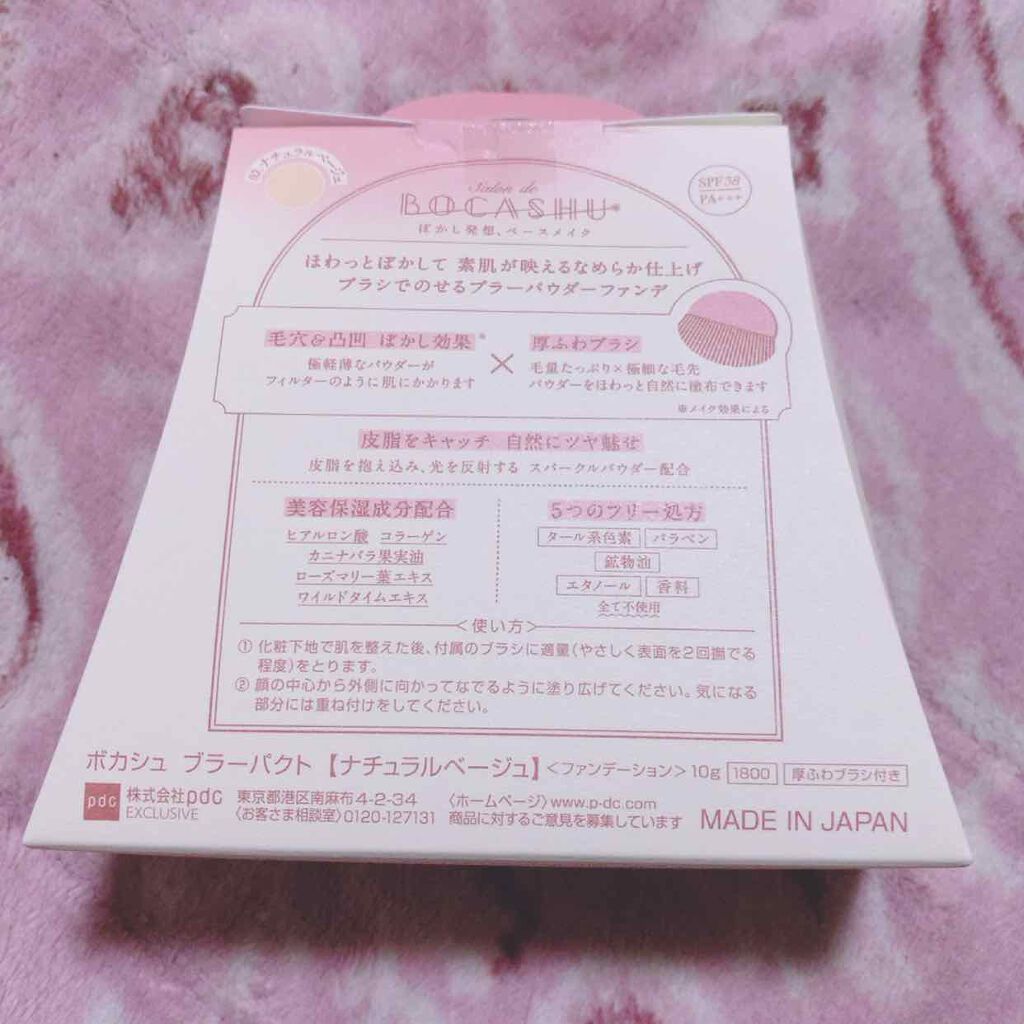 02 ナチュラルベージュ
Salon de
BOCASHU®
ぼかし発想、ベースメイク
SPF38
PA+++
ほわっとぼかして 素肌が映えるなめらか仕上げ
ブラシでのせるブラーパウダーファンデ
毛穴&凸凹 ぼかし効果※
極軽薄なパウダーが
フィルターのように肌にかかります
×
厚ふわブラシ
毛量たっぷり×極細な毛先
パウダーをほわっと自然に塗布できます
※メイク効果による
皮脂をキャッチ 自然にツヤ魅せ
皮脂を抱え込み、光を反射する スパークルパウダー配合
美容保湿成分配合
ヒアルロン酸 コラーゲン
カニナバラ果実油
ローズマリー葉エキス
ワイルドタイムエキス
5つのフリー処方
タール系色素 パラベン
鉱物油
エタノール 香料
全て不使用
<使い方>
① 化粧下地で肌を整えた後、付属のブラシに適量(やさしく表面を2回撫でる
程度)をとります。
② 顔の中心から外側に向かってなでるように塗り広げてください。気になる
部分には重ね付けをしてください。
ボカシュ ブラーパクト【ナチュラルベージュ】<ファンデーション>10g 1800 厚ふわブラシ付き
pdc 株式会社pdc 東京都港区南麻布4-2-34 〈ホームページ〉www.p-dc.com
EXCLUSIVE 〈お客さま相談室〉0120-127131 商品に対するご意見を募集しています MADE IN JAPAN